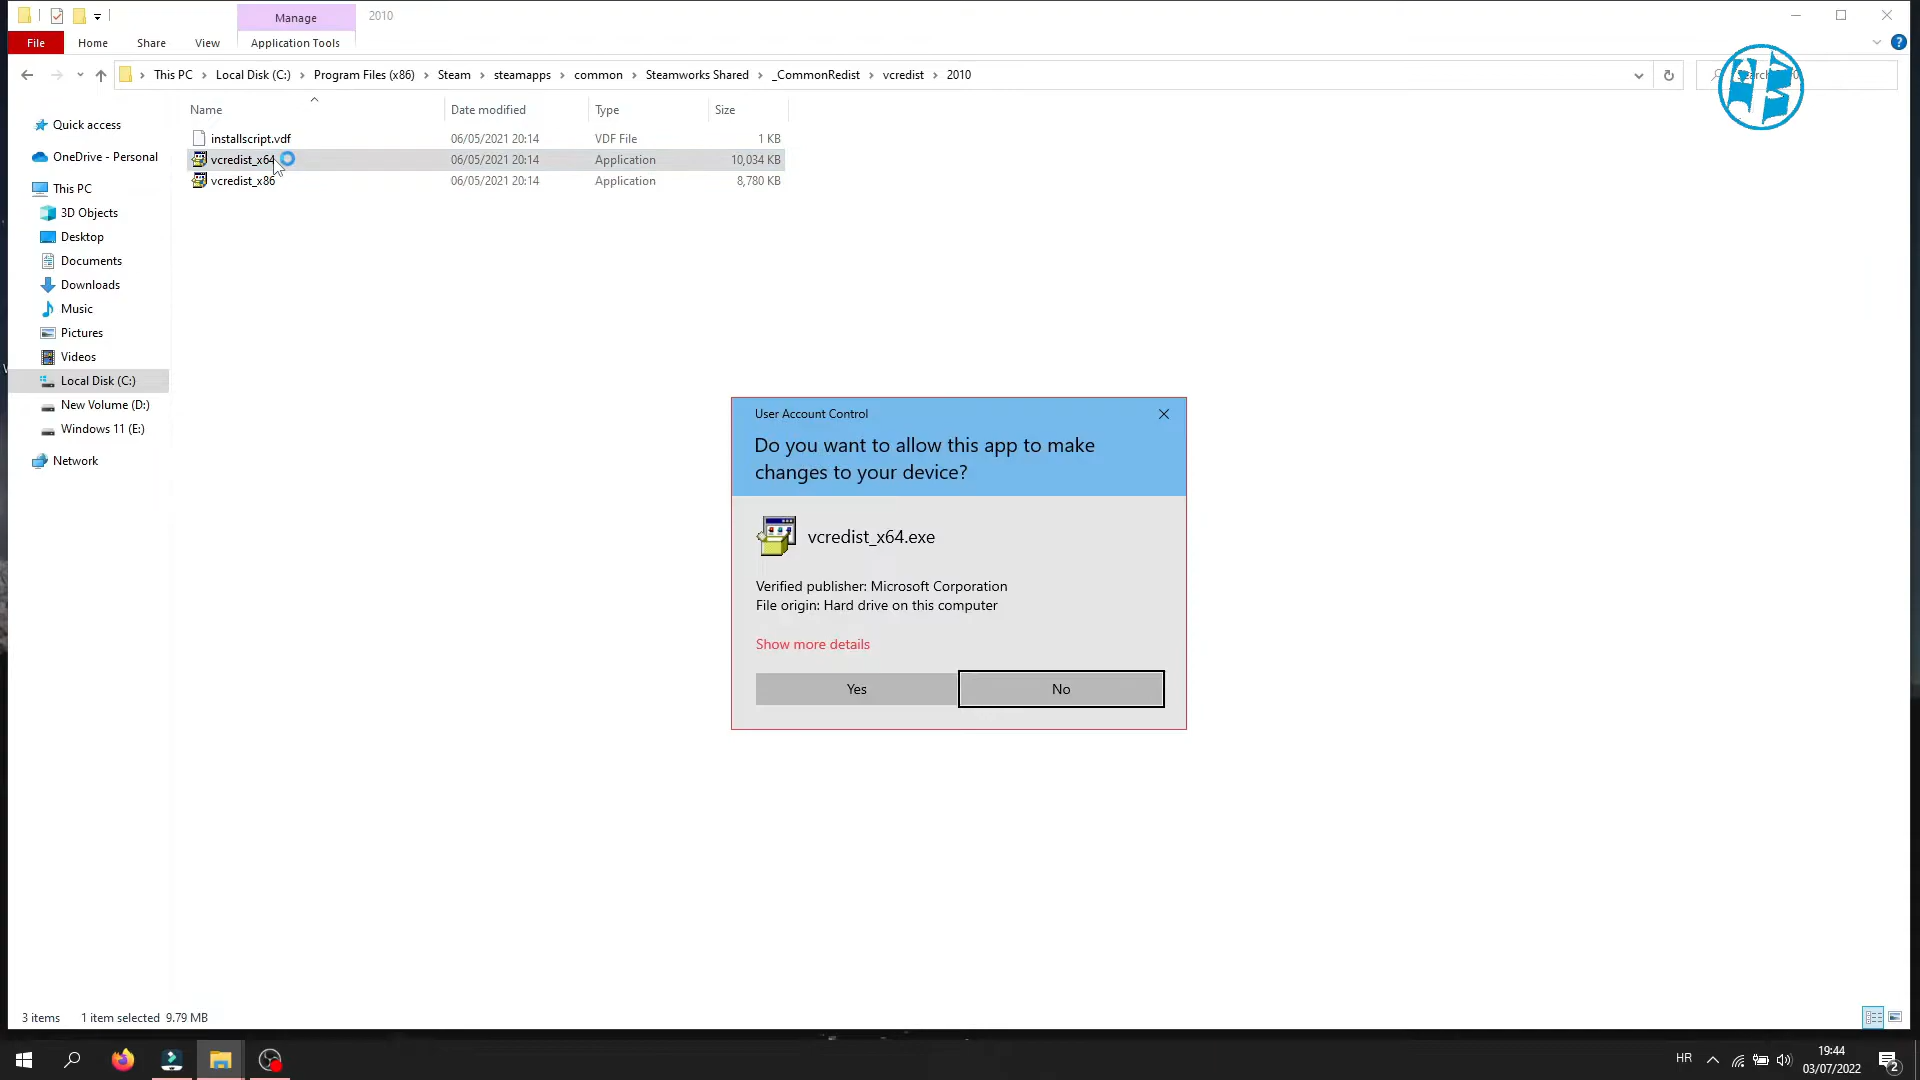 Manage
2010
File
Home
Share
View
Application Tools
This PC
Local Disk (C:)
Program Files (x86)
Steam
steamapps
common
Steamworks Shared
_CommonRedist
vcredist
2010
Name
Date modified
Type
Size
installscript.vdf 06/05/2021 20:14 VDF File 1 KB
vcredist_x64 06/05/2021 20:14 Application 10,034 KB
vcredist_x86 06/05/2021 20:14 Application 8,780 KB
Quick access
OneDrive - Personal
This PC
3D Objects
Desktop
Documents
Downloads
Music
Pictures
Videos
Local Disk (C:)
New Volume (D:)
Windows 11 (E:)
Network
User Account Control
Do you want to allow this app to make
changes to your device?
vcredist_x64.exe
Verified publisher: Microsoft Corporation
File origin: Hard drive on this computer
Show more details
Yes
No
3 items 1 item selected 9.79 MB
HR
19:44
03/07/2022
2